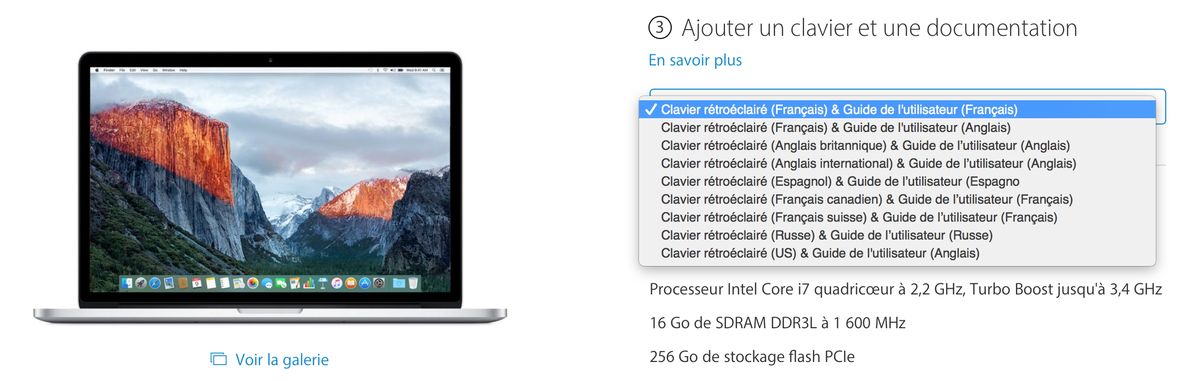 ③ Ajouter un clavier et une documentation
En savoir plus
✓ Clavier rétroéclairé (Français) & Guide de l'utilisateur (Français)
Clavier rétroéclairé (Français) & Guide de l'utilisateur (Anglais)
Clavier rétroéclairé (Anglais britannique) & Guide de l'utilisateur (Anglais)
Clavier rétroéclairé (Anglais international) & Guide de l'utilisateur (Anglais)
Clavier rétroéclairé (Espagnol) & Guide de l'utilisateur (Espagno
Clavier rétroéclairé (Français canadien) & Guide de l'utilisateur (Français)
Clavier rétroéclairé (Français suisse) & Guide de l'utilisateur (Français)
Clavier rétroéclairé (Russe) & Guide de l'utilisateur (Russe)
Clavier rétroéclairé (US) & Guide de l'utilisateur (Anglais)
Processeur Intel Core i7 quadricœur à 2,2 GHz, Turbo Boost jusqu'à 3,4 GHz
16 Go de SDRAM DDR3L à 1 600 MHz
256 Go de stockage flash PCIe
Finder File Edit View Go Window Help
Voir la galerie